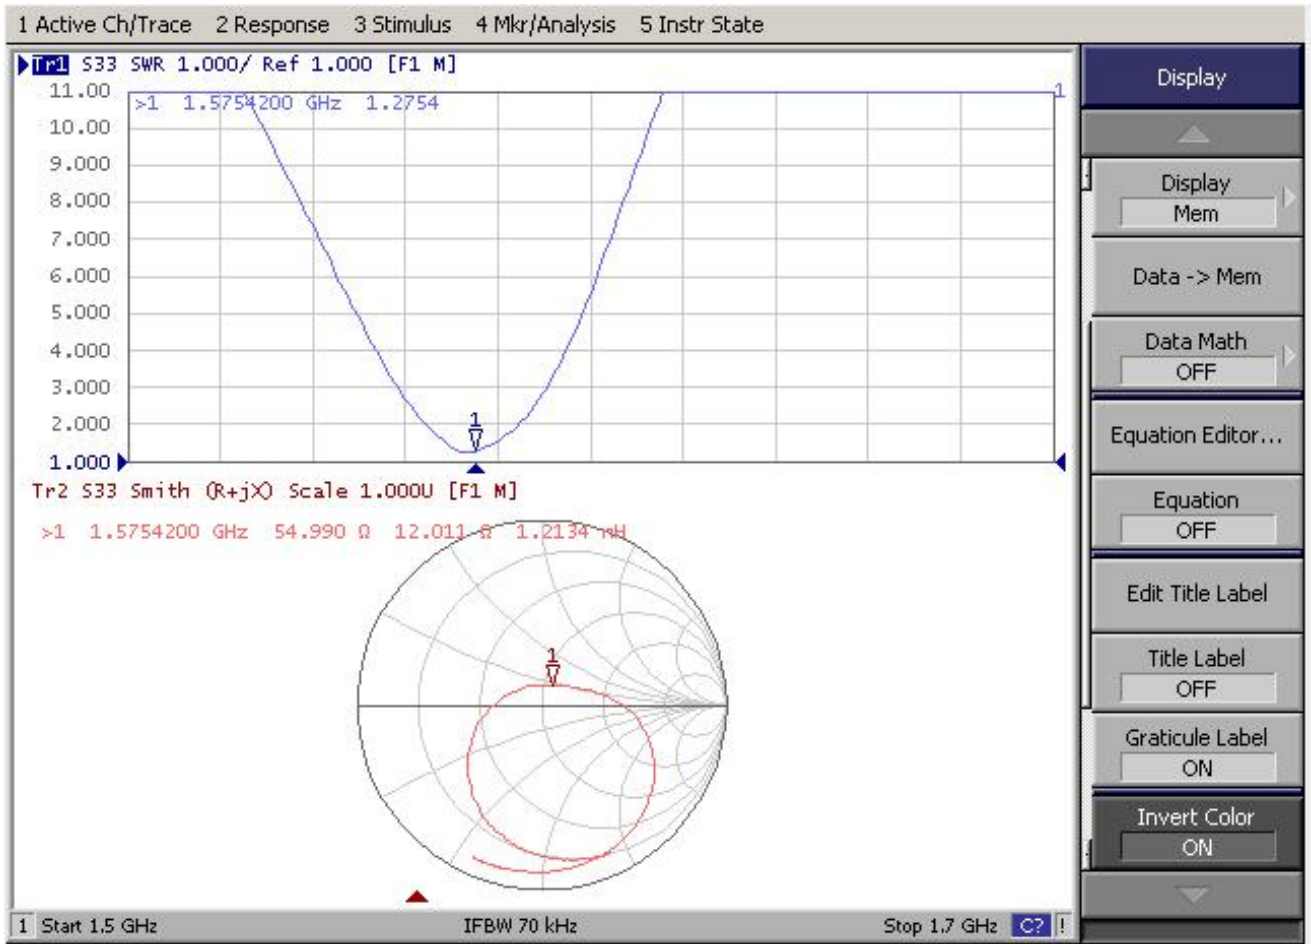 1 Active Ch/Trace 2 Response 3 Stimulus 4 Mkr/Analysis 5 Instr State
Tr1 S33 SWR 1.000/ Ref 1.000 [F1 M]
11.00
>1 1.5754200 GHz 1.2754
1
10.00
9.000
8.000
7.000
6.000
5.000
4.000
3.000
2.000
1
1.000
Tr2 S33 Smith (R+jX) Scale 1.000U [F1 M]
>1 1.5754200 GHz 54.990 Ω 12.011 Ω 1.2134 nH
1
1 Start 1.5 GHz IFBW 70 kHz Stop 1.7 GHz C? !
Display
Display
Mem
Data -> Mem
Data Math
OFF
Equation Editor...
Equation
OFF
Edit Title Label
Title Label
OFF
Graticule Label
ON
Invert Color
ON